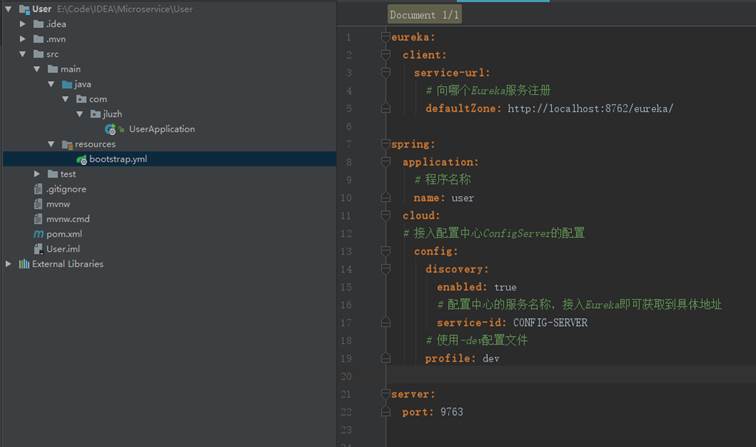 User E:\Code\IDEA\Microservice\User
.idea
.mvn
src
main
java
com
jluzh
UserApplication
resources
bootstrap.yml
test
.gitignore
mvnw
mvnw.cmd
pom.xml
User.iml
External Libraries
Document 1/1
1 eureka:
2 client:
3 service-url:
4 # 向哪个Eureka服务注册
5 defaultZone: http://localhost:8762/eureka/
6
7 spring:
8 application:
9 # 程序名称
10 name: user
11 cloud:
12 # 接入配置中心ConfigServer的配置
13 config:
14 discovery:
15 enabled: true
16 # 配置中心的服务名称，接入Eureka即可获取到具体地址
17 service-id: CONFIG-SERVER
18 # 使用-dev配置文件
19 profile: dev
20
21 server:
22 port: 9763
23